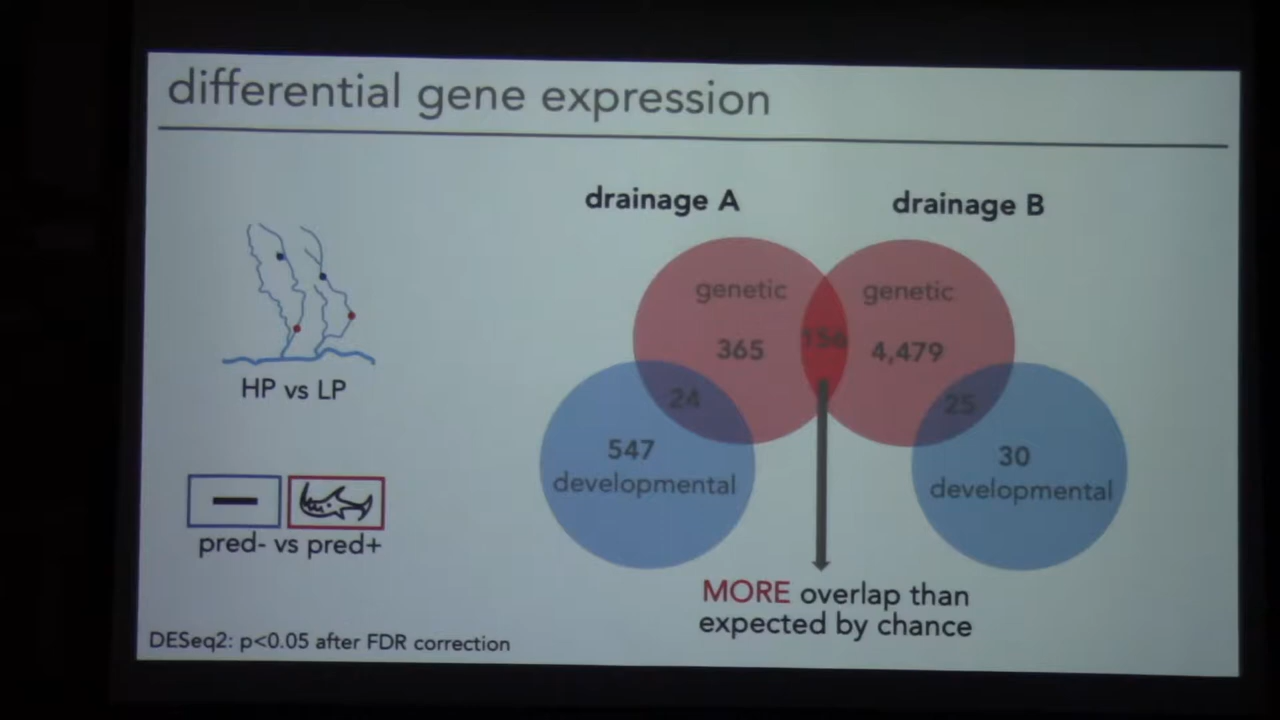 differential gene expression
drainage A
drainage B
genetic
genetic
365
156
4,479
24
25
547
developmental
30
developmental
HP vs LP
pred- vs pred+
MORE overlap than
expected by chance
DESeq2: p<0.05 after FDR correction